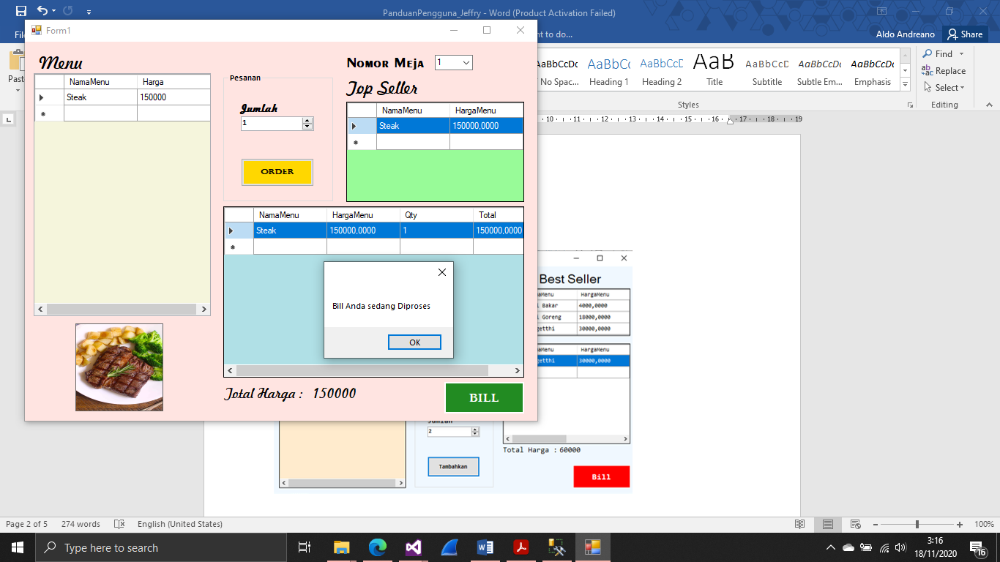 PanduanPengguna_Jeffry - Word (Product Activation Failed)
Form1
nt to do...
Aldo Andreano
Share
Menu
NamaMenu Harga
Steak 150000
Pesanan
Jumlah
1
ORDER
Nomor Meja 1
Top Seller
NamaMenu HargaMenu
Steak 150000,0000
NamaMenu HargaMenu Qty Total
Steak 150000,0000 1 150000,0000
Bill Anda sedang Diproses
OK
Total Harga : 150000
BILL
Past
AaBbCcDc AaBbCc AaBbCcD AaB AaBbCcD AaBbCcDc AaBbCcDc
No Spac... Heading 1 Heading 2 Title Subtitle Subtle Em... Emphasis
Styles
Find
Replace
Select
Editing
10 11 12 13 14 15 16 17 18 19
Best Seller
HargaMenu
Bakar 4000,0000
Goreng 18000,0000
getthi 30000,0000
HargaMenu
getthi 30000,0000
2
Tambahkan
Total Harga : 60000
Bill
Page 2 of 5 274 words English (United States) 100%
Type here to search
3:16
18/11/2020
16